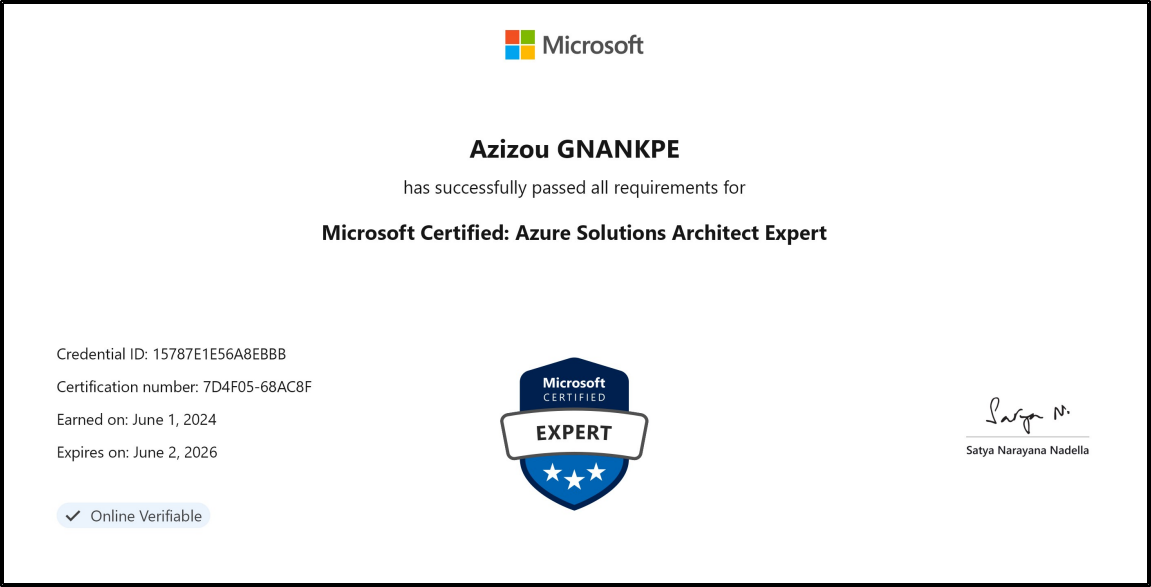 Microsoft
Azizou GNANKPE
has successfully passed all requirements for
Microsoft Certified: Azure Solutions Architect Expert
Credential ID: 15787E1E56A8EBBB
Certification number: 7D4F05-68AC8F
Earned on: June 1, 2024
Expires on: June 2, 2026
Online Verifiable
Microsoft
CERTIFIED
EXPERT
Satya N.
Satya Narayana Nadella